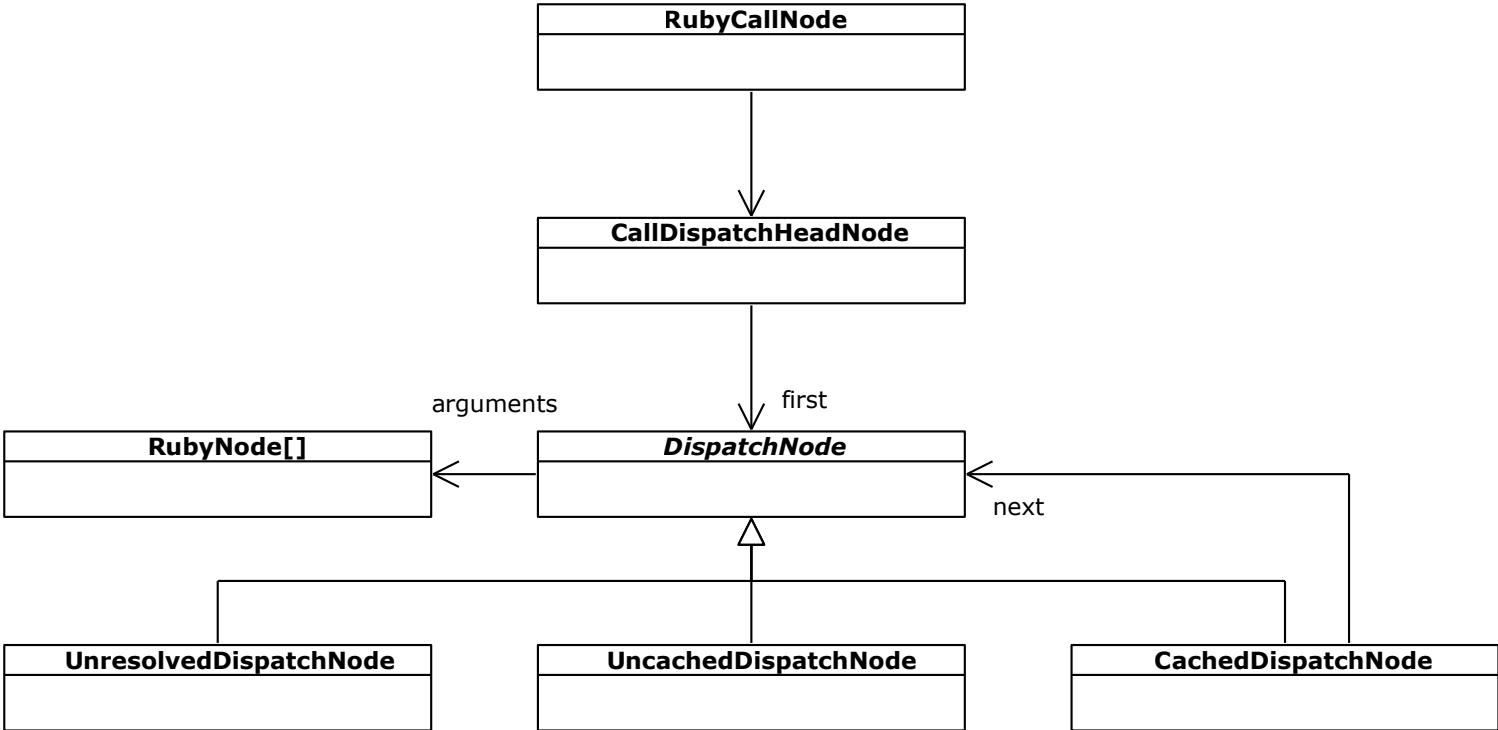 RubyCallNode
CallDispatchHeadNode
arguments
first
RubyNode[]
DispatchNode
next
UnresolvedDispatchNode
UncachedDispatchNode
CachedDispatchNode